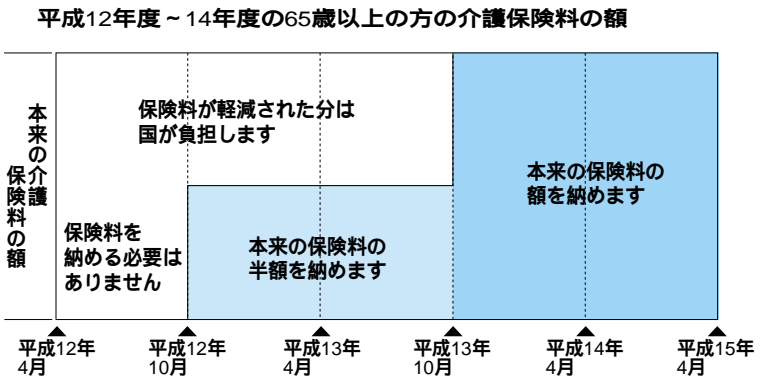 平成12年度～14年度の65歳以上の方の介護保険料の額
本来の介護
保険料の額
保険料が軽減された分は
国が負担します
保険料を
納める必要は
ありません
本来の保険料の
半額を納めます
本来の保険料の
額を納めます
平成12年
4月
平成12年
10月
平成13年
4月
平成13年
10月
平成14年
4月
平成15年
4月